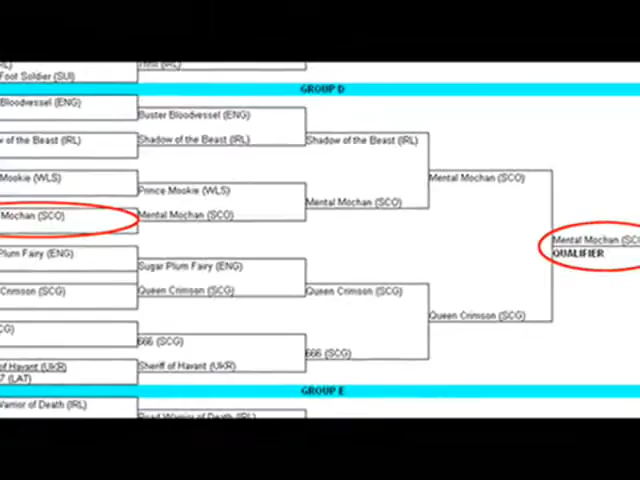 Foot Soldier (SUI)
GROUP D
Bloodvessel (ENG)
Buster Bloodvessel (ENG)
w of the Beast (IRL)
Shadow of the Beast (IRL)
Shadow of the Beast (IRL)
Mookie (WLS)
Mental Mochan (SCO)
Prince Mookie (WLS)
Mental Mochan (SCO)
Mochan (SCO)
Mental Mochan (SCO)
Mental Mochan (SCO
QUALIFIER
Plum Fairy (ENG)
Sugar Plum Fairy (ENG)
Crimson (SCG)
Queen Crimson (SCG)
Queen Crimson (SCG)
Queen Crimson (SCG)
CG)
666 (SCG)
666 (SCG)
of Havant (UKR)
Sheriff of Havant (UKR)
7 (LAT)
GROUP E
Warrior of Death (IRL)
Road Warrior of Death (IRL)